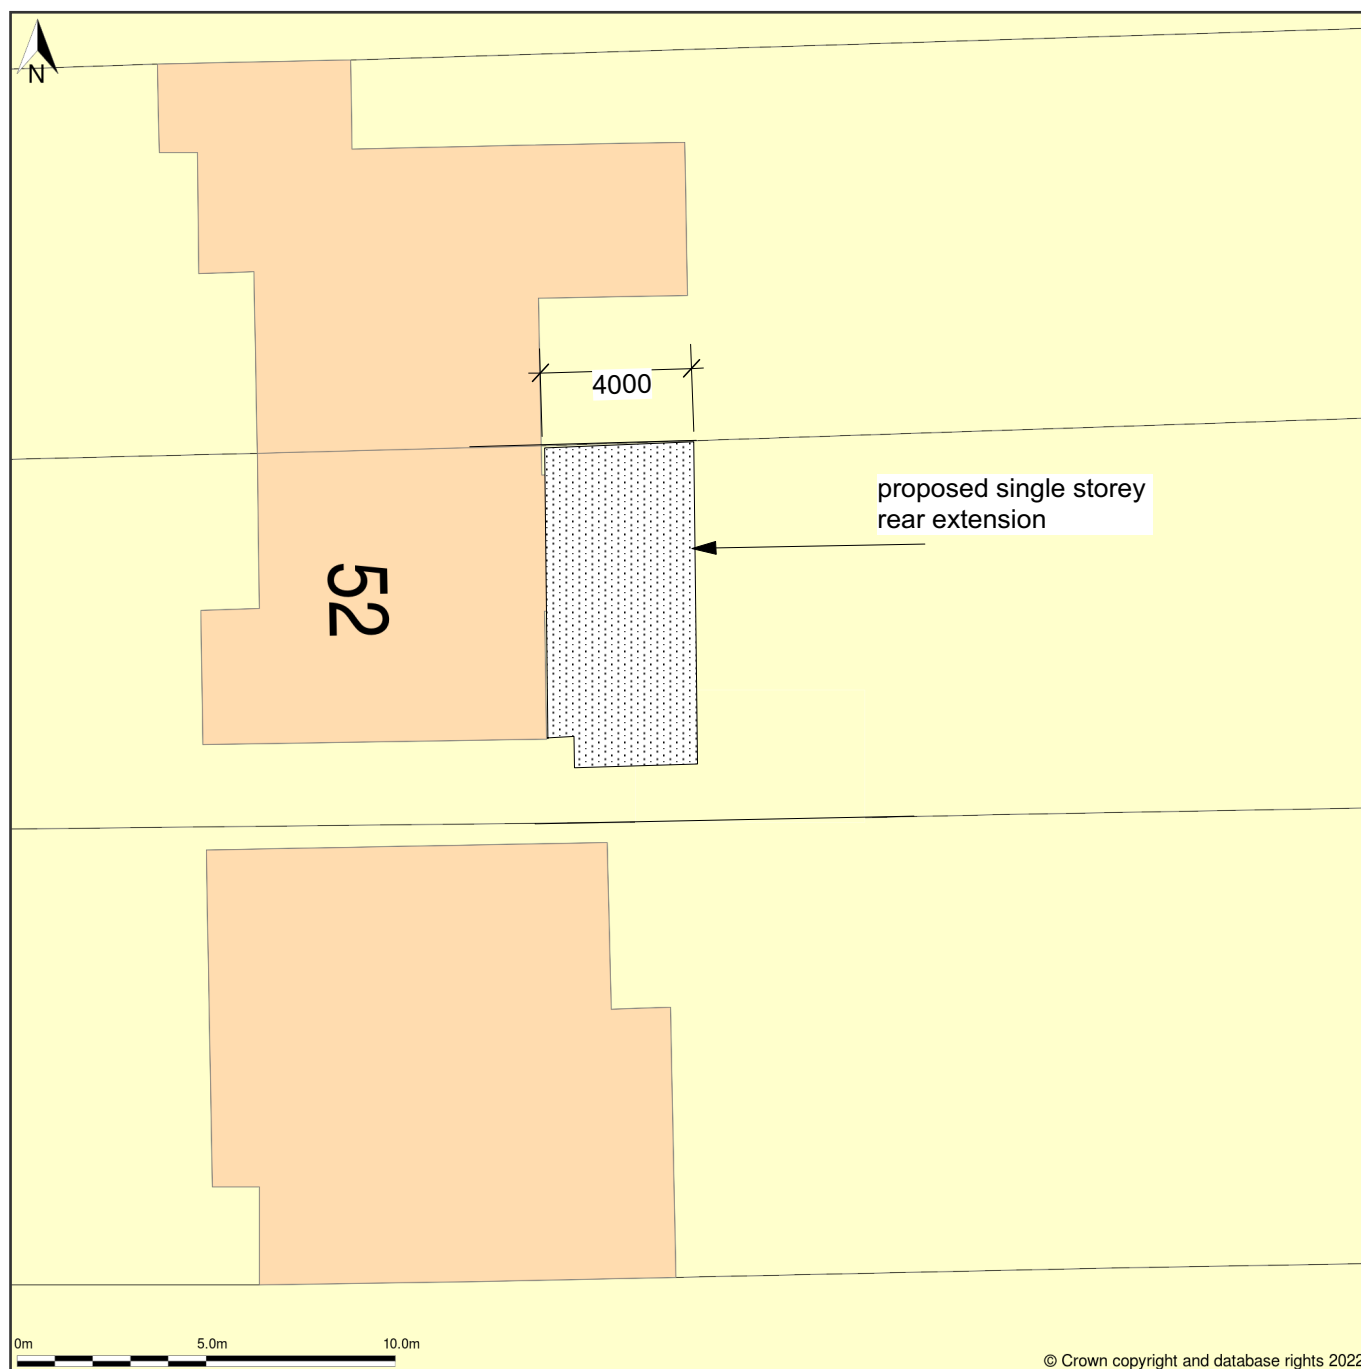 N
4000
proposed single storey
rear extension
52
0m 5.0m 10.0m
© Crown copyright and database rights 2022